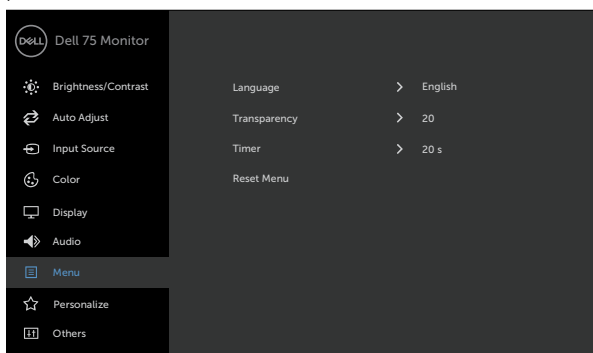 DELL Dell 75 Monitor
Brightness/Contrast
Auto Adjust
Input Source
Color
Display
Audio
Menu
Personalize
Others
Language > English
Transparency > 20
Timer > 20 s
Reset Menu